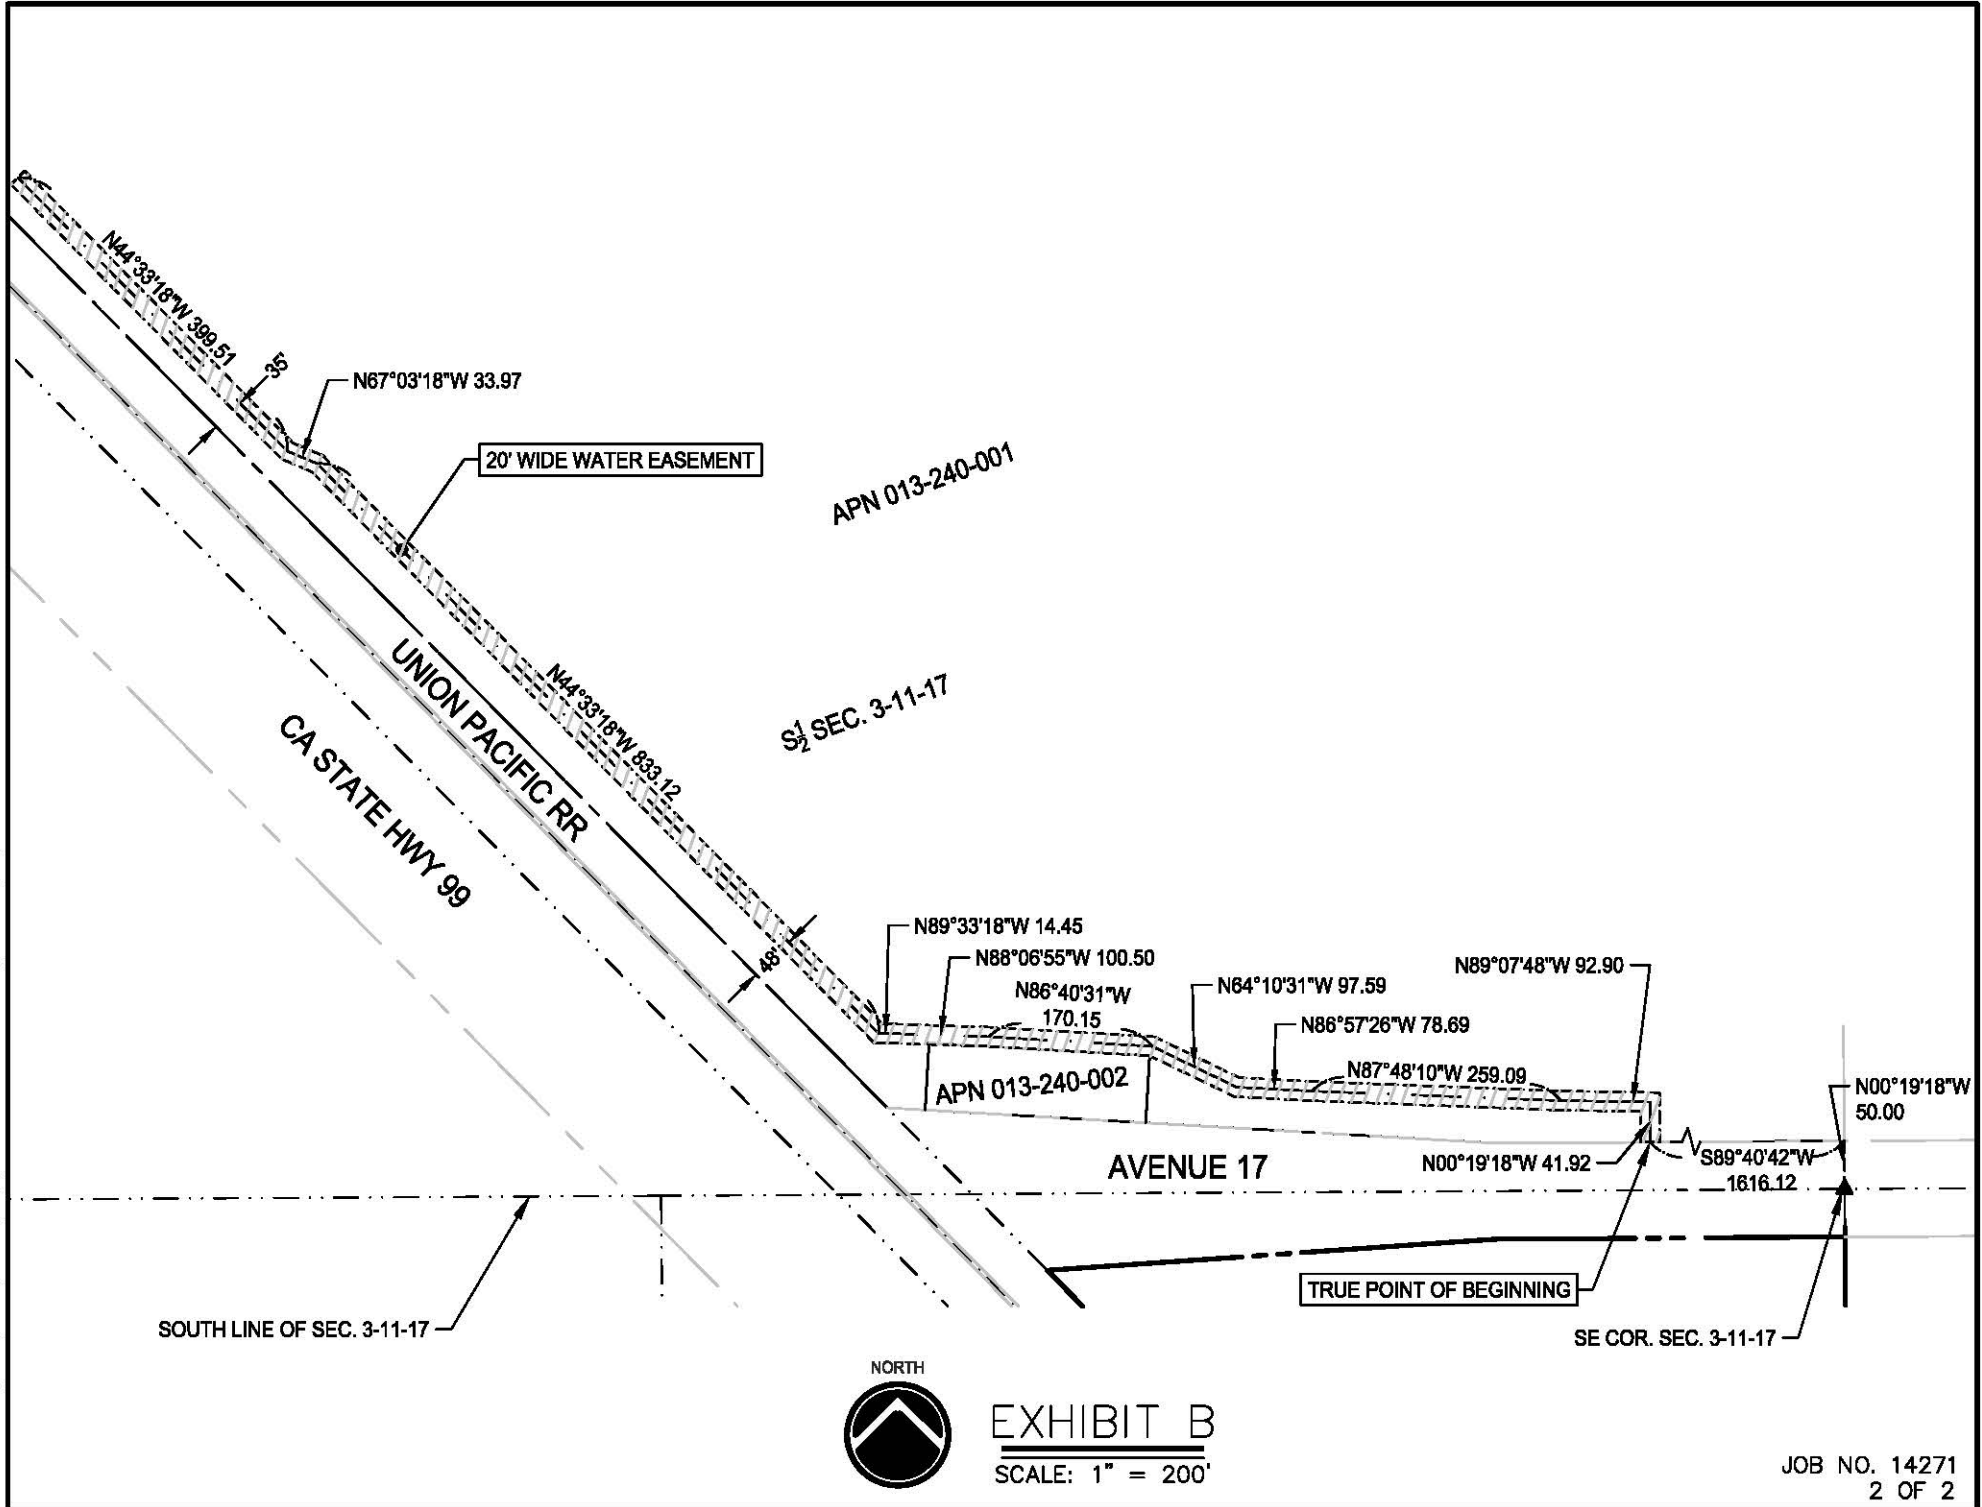 N44°33'18"W 399.51
35'
N67°03'18"W 33.97
20' WIDE WATER EASEMENT
APN 013-240-001
S½ SEC. 3-11-17
UNION PACIFIC RR
N44°33'18"W 833.12
CA STATE HWY 99
48'
N89°33'18"W 14.45
N88°06'55"W 100.50
N86°40'31"W
170.15
N64°10'31"W 97.59
N89°07'48"W 92.90
N86°57'26"W 78.69
N87°48'10"W 259.09
APN 013-240-002
N00°19'18"W
50.00
AVENUE 17
N00°19'18"W 41.92
S89°40'42"W
1616.12
TRUE POINT OF BEGINNING
SOUTH LINE OF SEC. 3-11-17
SE COR. SEC. 3-11-17
NORTH
EXHIBIT B
SCALE: 1" = 200'
JOB NO. 14271
2 OF 2